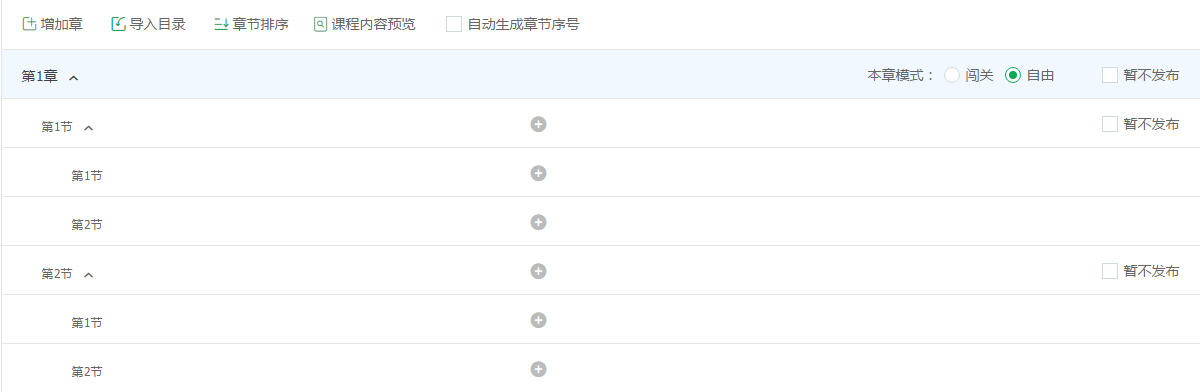 增加章 导入目录 章节排序 课程内容预览 自动生成章节序号
第1章 本章模式： 闯关 自由 暂不发布
第1节 暂不发布
第1节
第2节
第2节 暂不发布
第1节
第2节